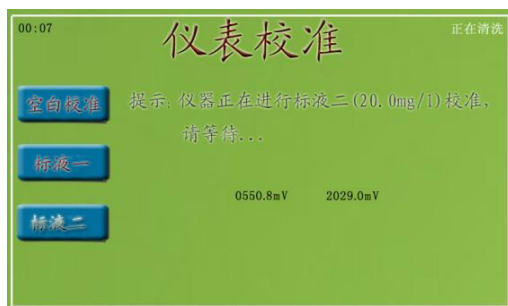 00:07
仪表校准
正在清洗
空白校准
提示: 仪器正在进行标液二(20.0mg/l)校准,
请等待...
标液一
0550.8mV 2029.0mV
标液二